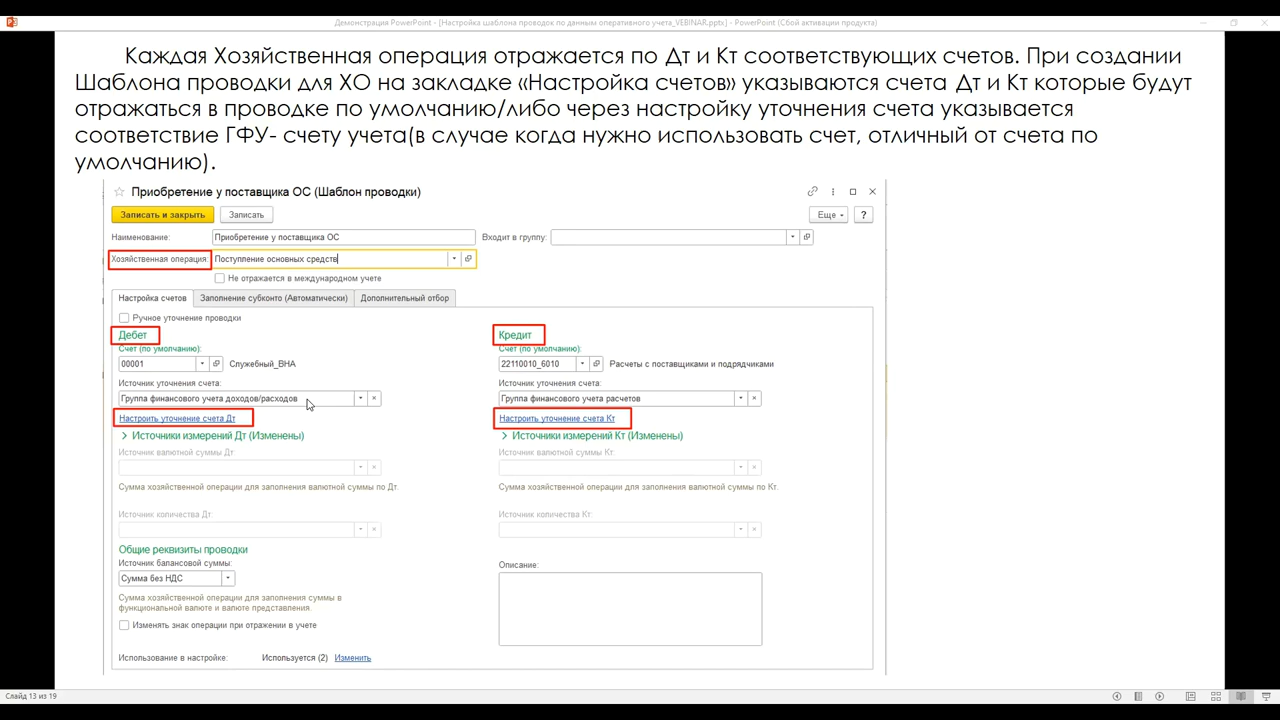 Демонстрация PowerPoint - [Настройка шаблона проводок по данным оперативного учета_VEBINAR.pptx] - PowerPoint (Сбой активации продукта)
Каждая Хозяйственная операция отражается по Дт и Кт соответствующих счетов. При создании
Шаблона проводки для ХО на закладке «Настройка счетов» указываются счета Дт и Кт которые будут
отражаться в проводке по умолчанию/либо через настройку уточнения счета указывается
соответствие ГФУ- счету учета(в случае когда нужно использовать счет, отличный от счета по
умолчанию).
Приобретение у поставщика ОС (Шаблон проводки)
Записать и закрыть Записать Еще ?
Наименование: Приобретение у поставщика ОС Входит в группу:
Хозяйственная операция: Поступление основных средств
Не отражается в международном учете
Настройка счетов Заполнение субконто (Автоматически) Дополнительный отбор
Ручное уточнение проводки
Дебет Кредит
Счет (по умолчанию): Счет (по умолчанию):
00001 Служебный_ВНА 22110010_6010 Расчеты с поставщиками и подрядчиками
Источник уточнения счета: Источник уточнения счета:
Группа финансового учета доходов/расходов Группа финансового учета расчетов
Настроить уточнение счета Дт Настроить уточнение счета Кт
Источники измерений Дт (Изменены) Источники измерений Кт (Изменены)
Источник валютной суммы Дт: Источник валютной суммы Кт:
Сумма хозяйственной операции для заполнения валютной суммы по Дт. Сумма хозяйственной операции для заполнения валютной суммы по Кт.
Источник количества Дт: Источник количества Кт:
Общие реквизиты проводки
Источник балансовой суммы: Описание:
Сумма без НДС
Сумма хозяйственной операции для заполнения суммы в
функциональной валюте и валюте представления.
Изменять знак операции при отражении в учете
Использование в настройке: Используется (2) Изменить
Слайд 13 из 19